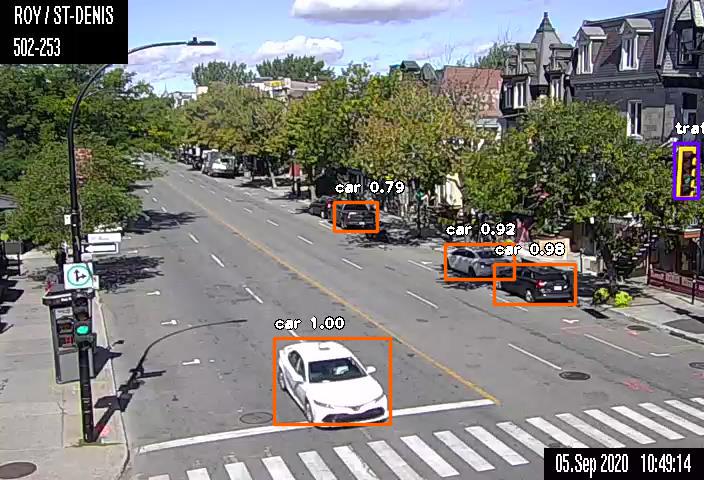 ROY / ST-DENIS
502-253
traf
car 0.79
car 0.92
car 0.98
car 1.00
05.Sep 2020 10:49:14